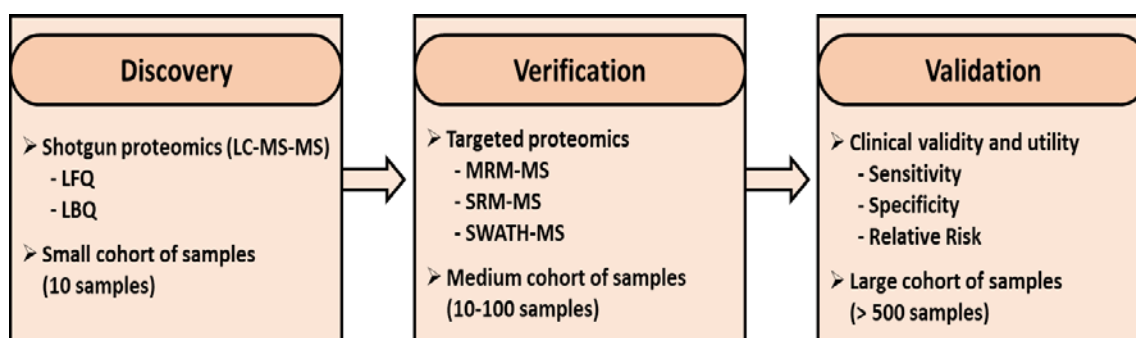 Discovery
➢ Shotgun proteomics (LC-MS-MS)
- LFQ
- LBQ
➢ Small cohort of samples
(10 samples)
Verification
➢ Targeted proteomics
- MRM-MS
- SRM-MS
- SWATH-MS
➢ Medium cohort of samples
(10-100 samples)
Validation
➢ Clinical validity and utility
- Sensitivity
- Specificity
- Relative Risk
➢ Large cohort of samples
(> 500 samples)